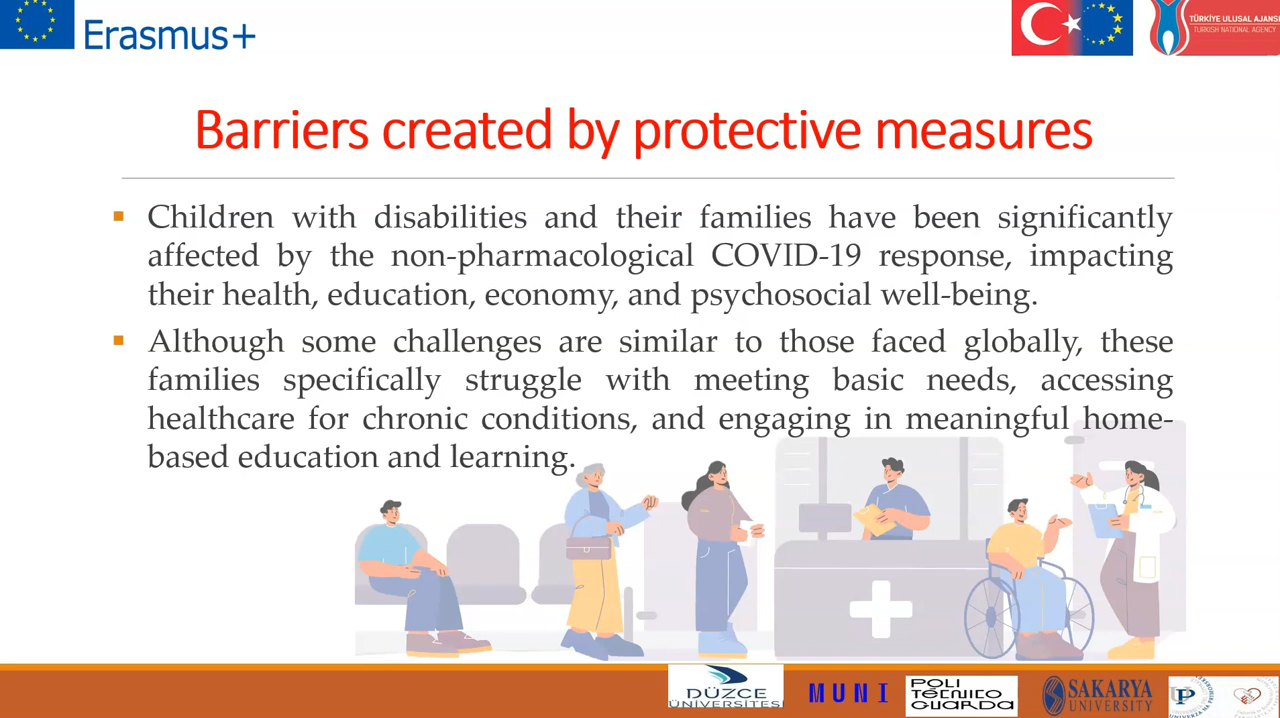 Erasmus+
TÜRKİYE ULUSAL AJANSI
TURKISH NATIONAL AGENCY
Barriers created by protective measures
Children with disabilities and their families have been significantly
affected by the non-pharmacological COVID-19 response, impacting
their health, education, economy, and psychosocial well-being.
Although some challenges are similar to those faced globally, these
families specifically struggle with meeting basic needs, accessing
healthcare for chronic conditions, and engaging in meaningful home-
based education and learning.
DÜZCE
ÜNİVERSİTESİ
MUNI
POLI
TÉCNICO
GUARDA
SAKARYA
UNIVERSITY
UP